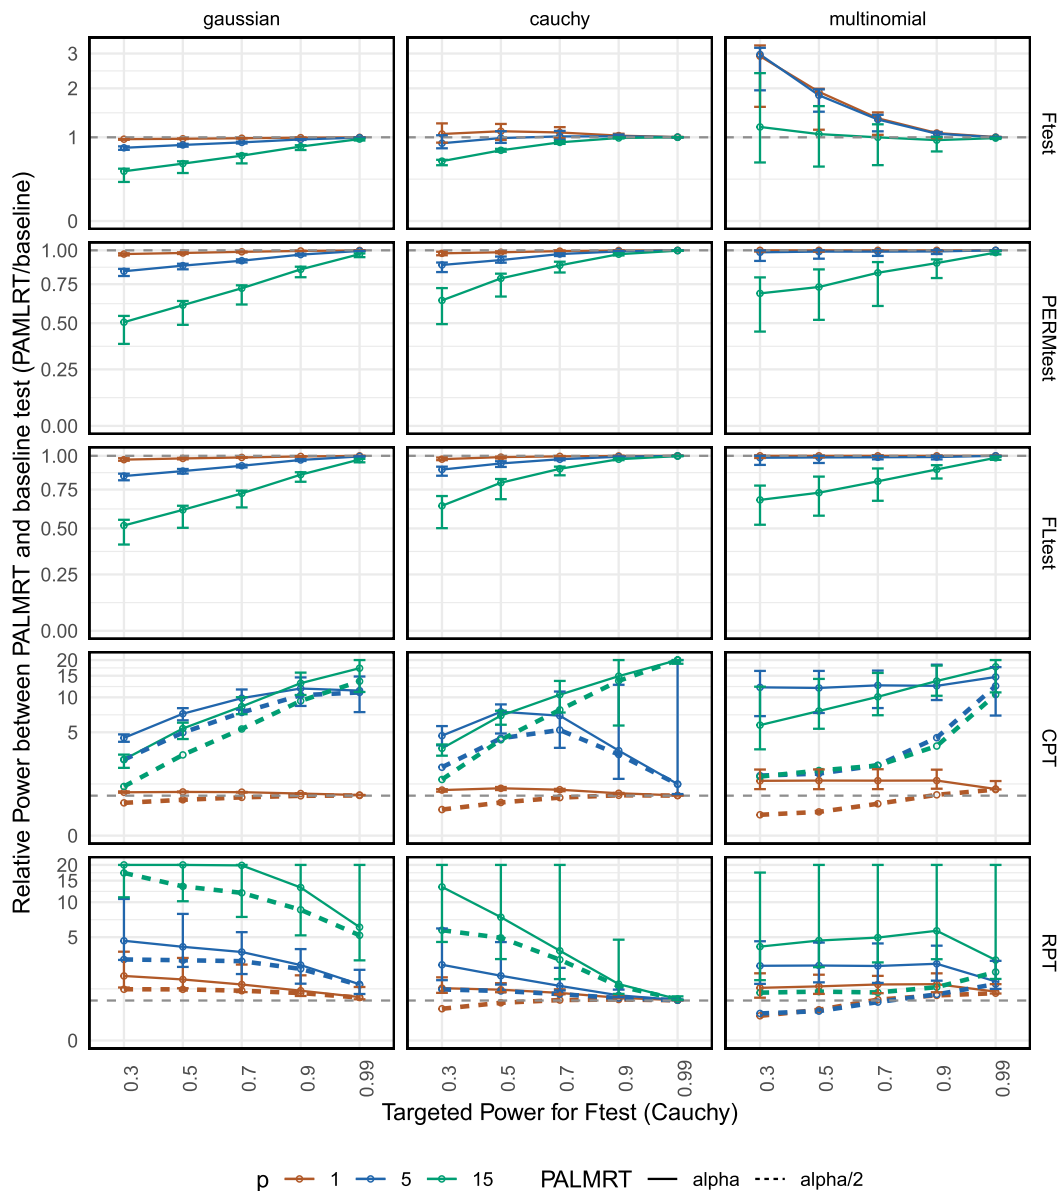 gaussian cauchy multinomial
Relative Power between PALMRT and baseline test (PAMLRT/baseline)
3
2
1
0
Ftest
1.00
0.75
0.50
0.25
0.00
PERMtest
1.00
0.75
0.50
0.25
0.00
FLtest
20
15
10
5
0
CPT
20
15
10
5
0
RPT
0.3 0.5 0.7 0.9 0.99 0.3 0.5 0.7 0.9 0.99 0.3 0.5 0.7 0.9 0.99
Targeted Power for Ftest (Cauchy)
p 1 5 15 PALMRT alpha alpha/2